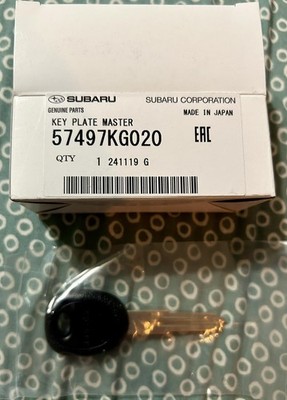 SUBARU SUBARU CORPORATION
GENUINE PARTS MADE IN JAPAN
KEY PLATE MASTER
57497KG020 EAC
QTY 1 241119 G